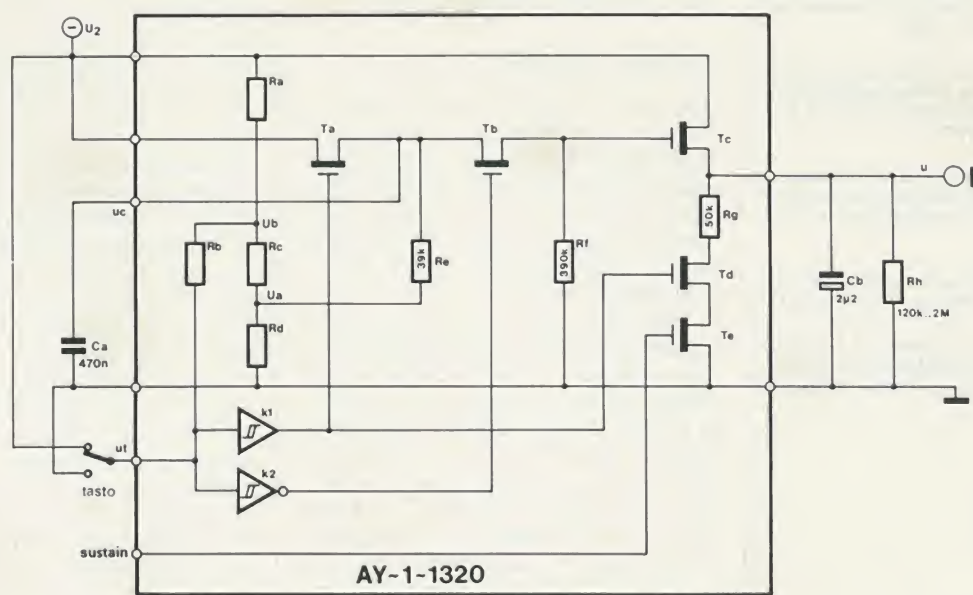 U2
Ra
Ta
Tb
Tc
u
uc
Ub
Rg
50k
Rb
Rc
Re
39k
Rf
390k
Ua
Td
Cb
2µ2
Rh
120k..2M
Rd
Te
Ca
470n
k1
ut
k2
tasto
sustain
AY-1-1320